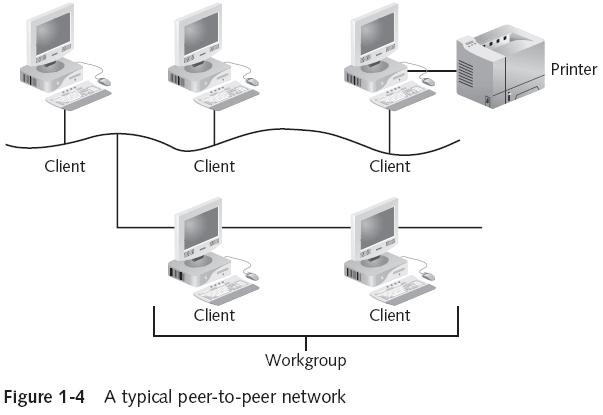 Printer
Client
Client
Client
Client
Client
Workgroup
Figure 1-4 A typical peer-to-peer network